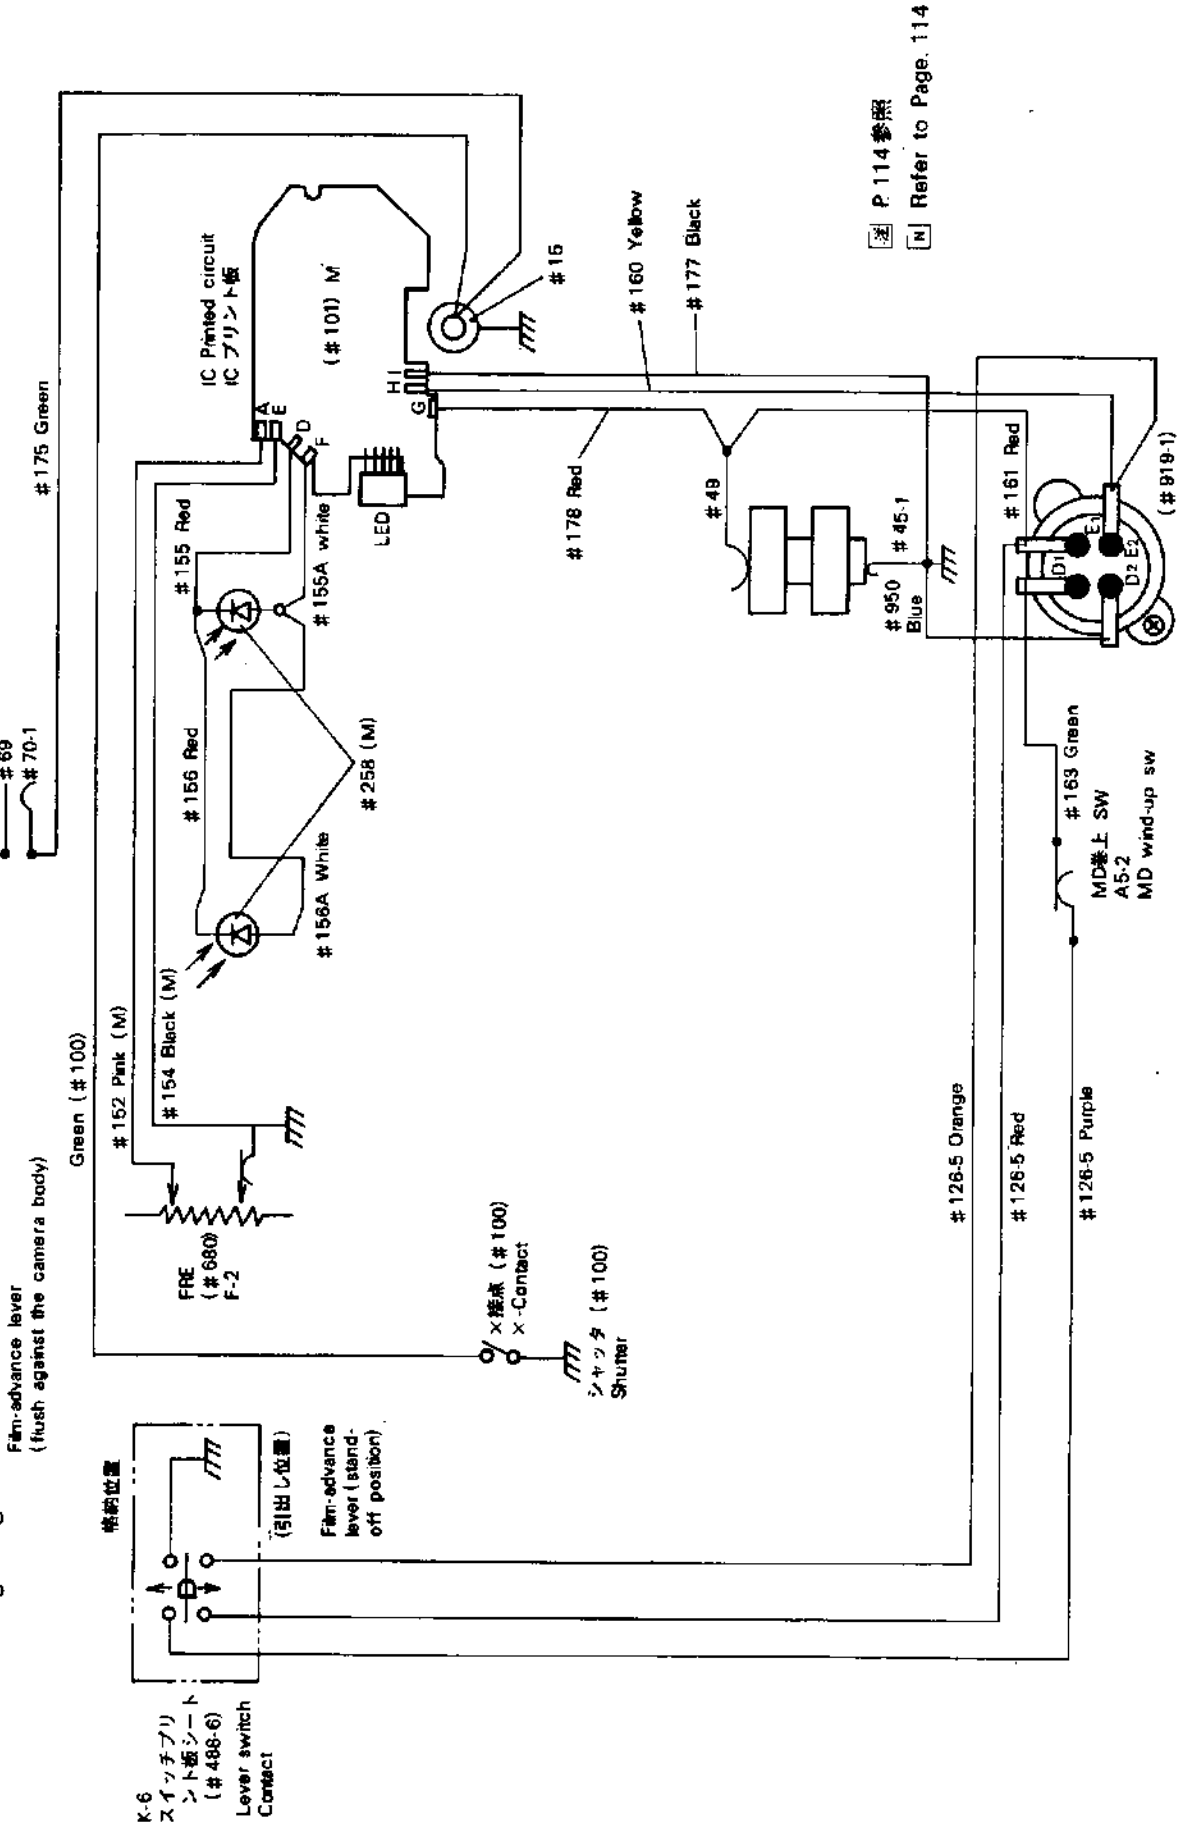 #69
#70-1
#175 Green
Film-advance lever
(flush against the camera body)
Green (#100)
#152 Pink (M)
#154 Black (M)
IC Printed circuit
IC プリント板
(#101) M
A
E
D
F
H I
G
LED
#15
#155 Red
#155A white
#156 Red
#156A White
#258 (M)
FRE
(#680)
F-2
#160 Yellow
#177 Black
注 P.114参照
N Refer to Page. 114
#178 Red
#49
#45-1
#950
Blue
#161 Red
(#919-1)
D1
E1
D2
E2
#163 Green
MD巻上 SW
A5-2
MD wind-up sw
#126-5 Orange
#126-5 Red
#126-5 Purple
X接点 (#100)
X-Contact
シャッタ (#100)
Shutter
格納位置
(引出し位置)
Film-advance
lever (stand-
off position)
K-6
スイッチプリ
ント板シート
(#488-6)
Lever switch
Contact